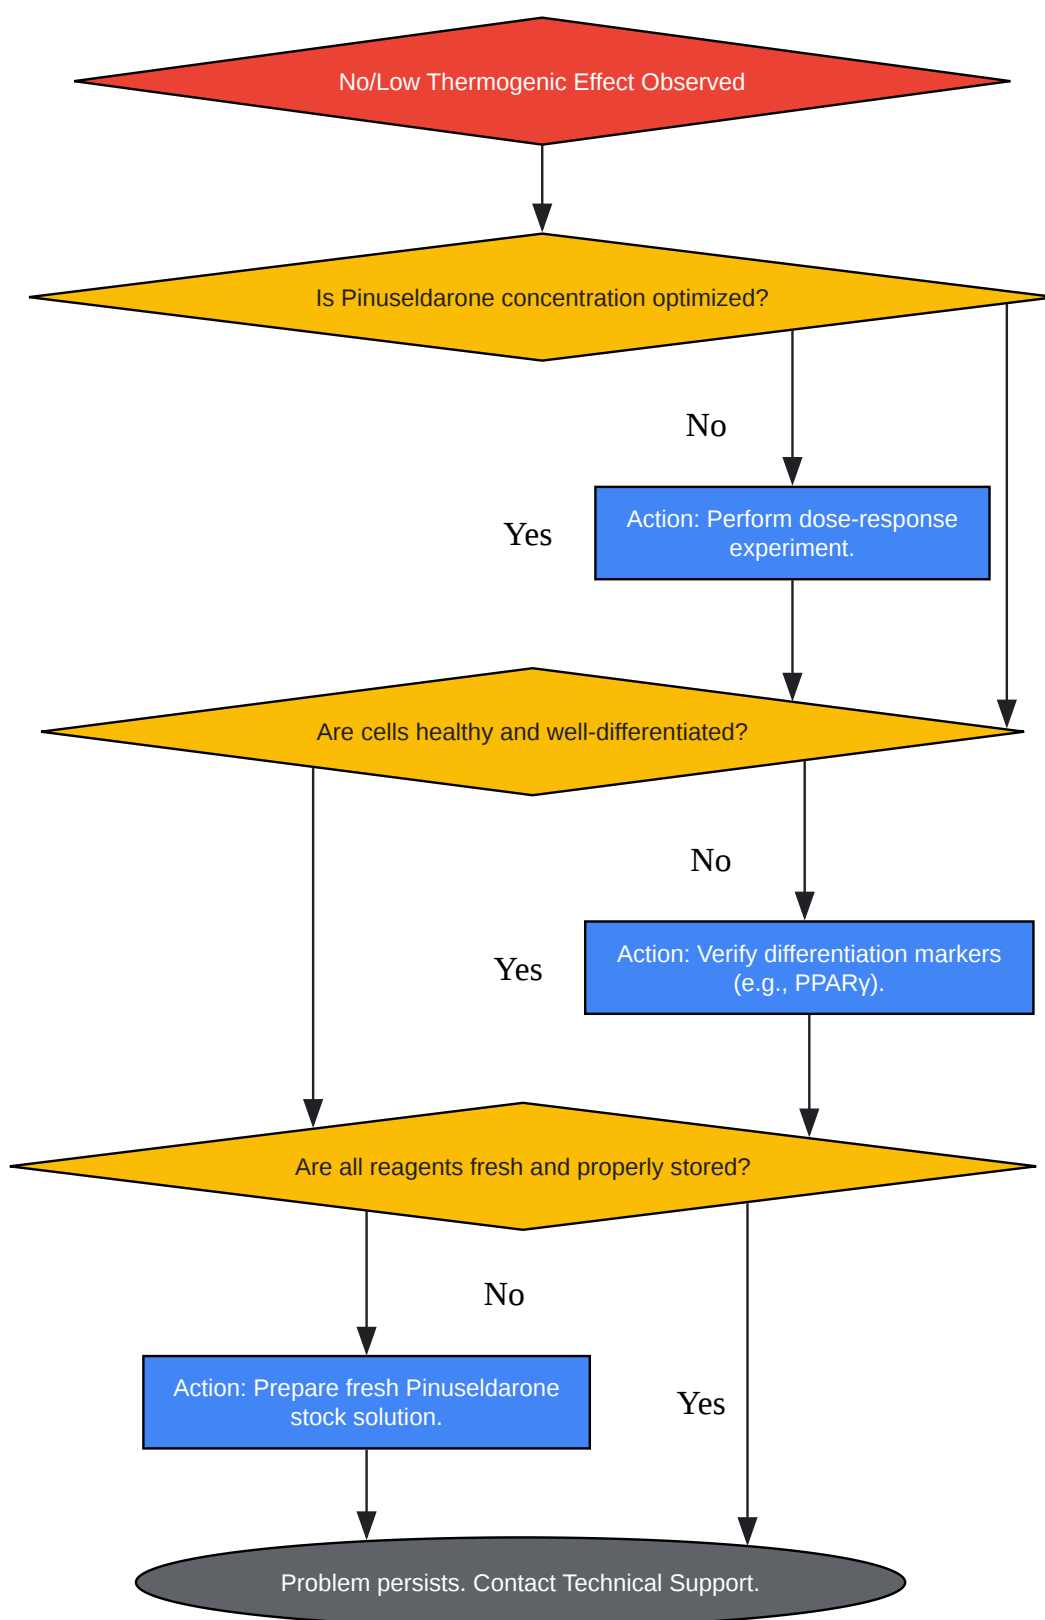 No/Low Thermogenic Effect Observed
Is Pinuseldarone concentration optimized?
No
Action: Perform dose-response
experiment.
Yes
Are cells healthy and well-differentiated?
No
Action: Verify differentiation markers
(e.g., PPARγ).
Yes
Are all reagents fresh and properly stored?
No
Action: Prepare fresh Pinuseldarone
stock solution.
Yes
Problem persists. Contact Technical Support.